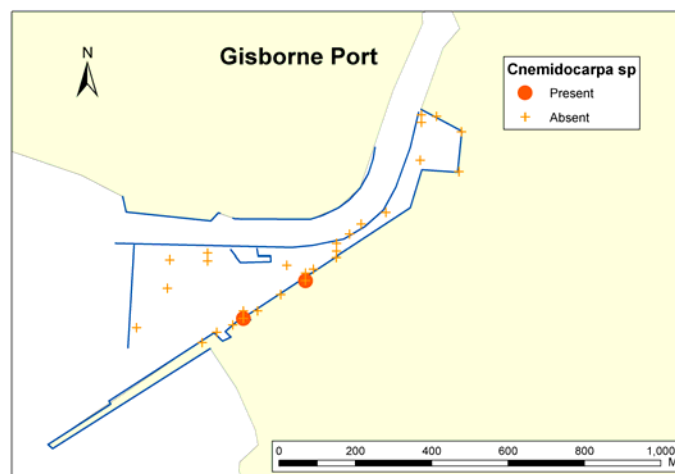 Gisborne Port
N
Cnemidocarpa sp
Present
Absent
0 200 400 600 800 1,000
M